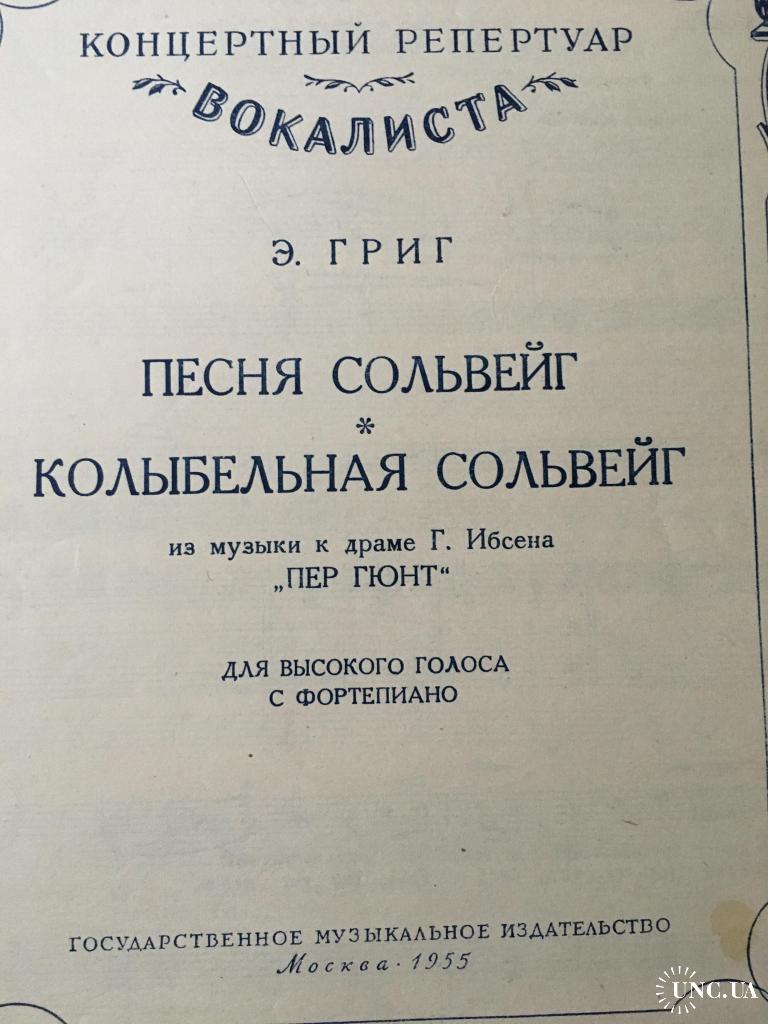 КОНЦЕРТНЫЙ РЕПЕРТУАР
ВОКАЛИСТА
Э. ГРИГ
ПЕСНЯ СОЛЬВЕЙГ
*
КОЛЫБЕЛЬНАЯ СОЛЬВЕЙГ
из музыки к драме Г. Ибсена
„ПЕР ГЮНТ“
ДЛЯ ВЫСОКОГО ГОЛОСА
С ФОРТЕПИАНО
ГОСУДАРСТВЕННОЕ МУЗЫКАЛЬНОЕ ИЗДАТЕЛЬСТВО
Москва · 1955
UNC.UA